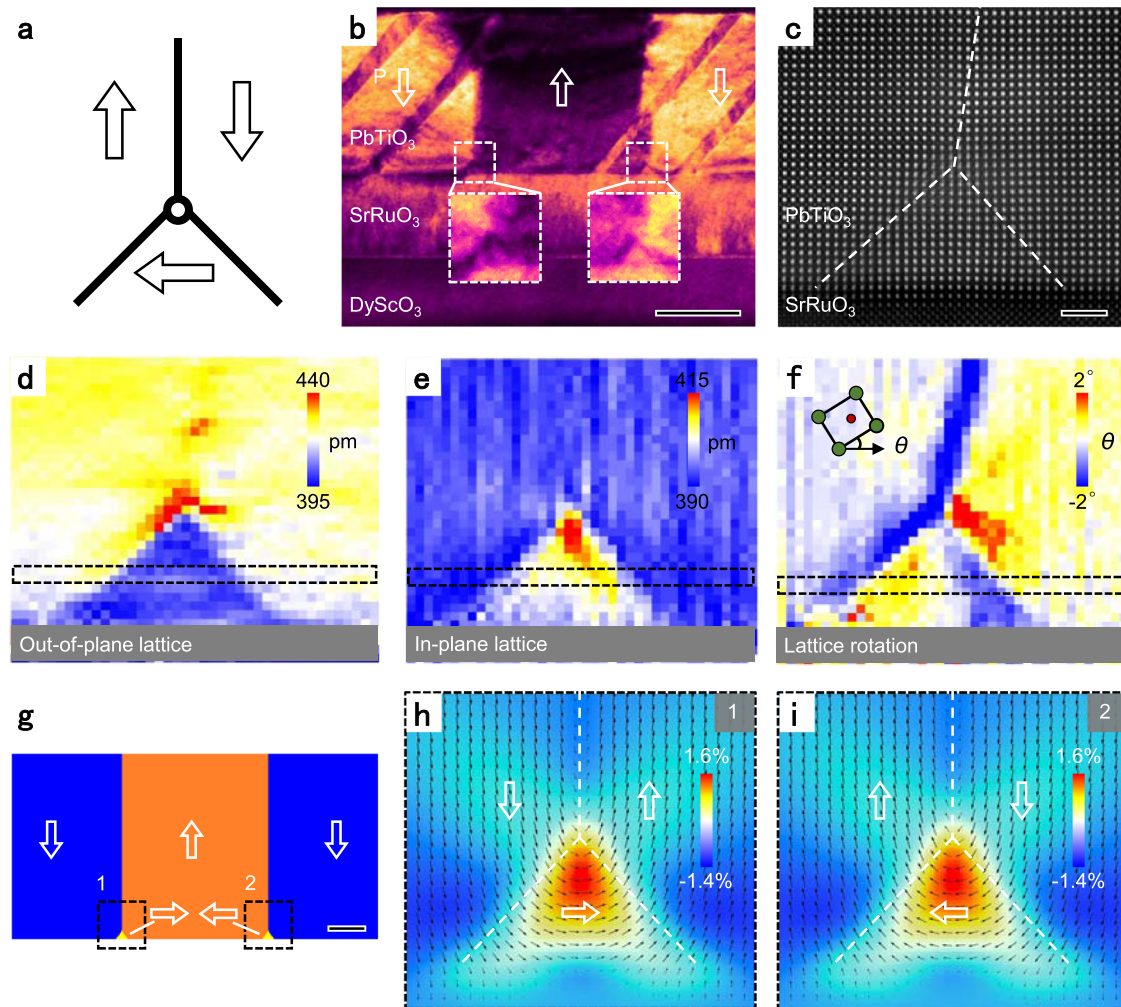 a
b
P
PbTiO₃
SrRuO₃
DyScO₃
c
PbTiO₃
SrRuO₃
d
440
pm
395
Out-of-plane lattice
e
415
pm
390
In-plane lattice
f
θ
2°
θ
-2°
Lattice rotation
g
1
2
h
1
1.6%
-1.4%
i
2
1.6%
-1.4%